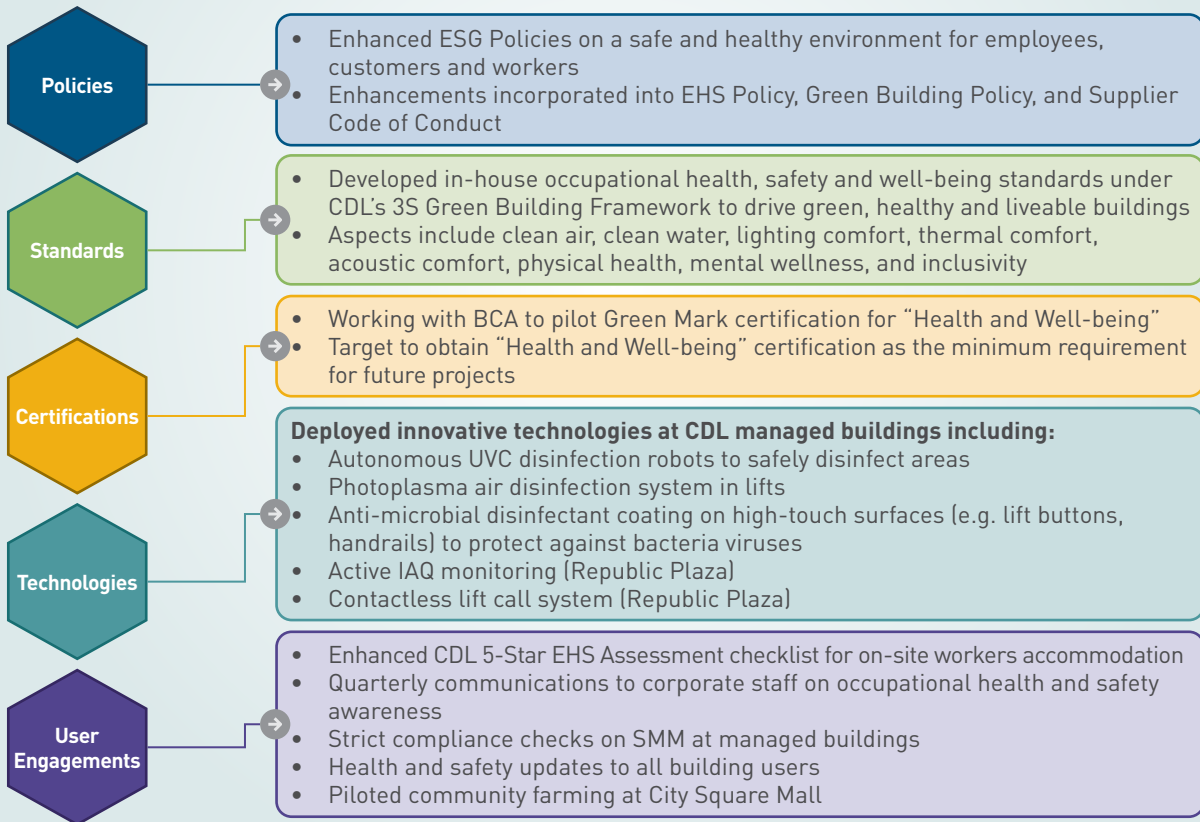 Policies
• Enhanced ESG Policies on a safe and healthy environment for employees,
customers and workers
• Enhancements incorporated into EHS Policy, Green Building Policy, and Supplier
Code of Conduct
Standards
• Developed in-house occupational health, safety and well-being standards under
CDL's 3S Green Building Framework to drive green, healthy and liveable buildings
• Aspects include clean air, clean water, lighting comfort, thermal comfort,
acoustic comfort, physical health, mental wellness, and inclusivity
Certifications
• Working with BCA to pilot Green Mark certification for “Health and Well-being”
• Target to obtain “Health and Well-being” certification as the minimum requirement
for future projects
Technologies
Deployed innovative technologies at CDL managed buildings including:
• Autonomous UVC disinfection robots to safely disinfect areas
• Photoplasma air disinfection system in lifts
• Anti-microbial disinfectant coating on high-touch surfaces (e.g. lift buttons,
handrails) to protect against bacteria viruses
• Active IAQ monitoring (Republic Plaza)
• Contactless lift call system (Republic Plaza)
User
Engagements
• Enhanced CDL 5-Star EHS Assessment checklist for on-site workers accommodation
• Quarterly communications to corporate staff on occupational health and safety
awareness
• Strict compliance checks on SMM at managed buildings
• Health and safety updates to all building users
• Piloted community farming at City Square Mall